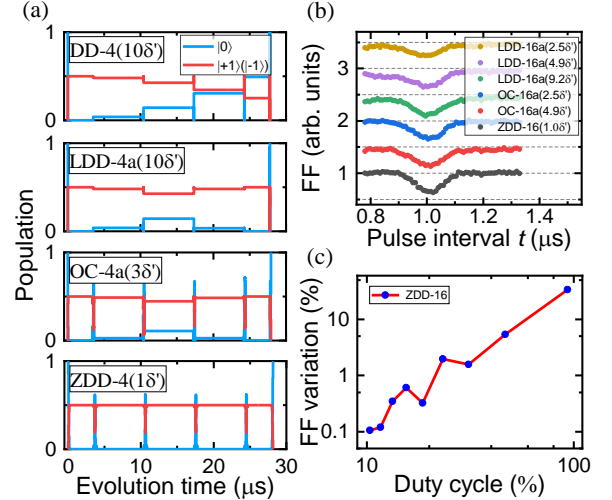 (a)
1
DD-4(10δ')
|0⟩
|+1⟩(|-1⟩)
0
1
LDD-4a(10δ')
0
1
OC-4a(3δ')
0
1
ZDD-4(1δ')
0
0 10 20 30
Population
Evolution time (μs)
(b)
LDD-16a(2.5δ')
LDD-16a(4.9δ')
LDD-16a(9.2δ')
OC-16a(2.5δ')
OC-16a(4.9δ')
ZDD-16(1.0δ')
3
2
1
FF (arb. units)
0.8 1.0 1.2 1.4
Pulse interval t (μs)
(c)
ZDD-16
10
1
0.1
FF variation (%)
10 100
Duty cycle (%)